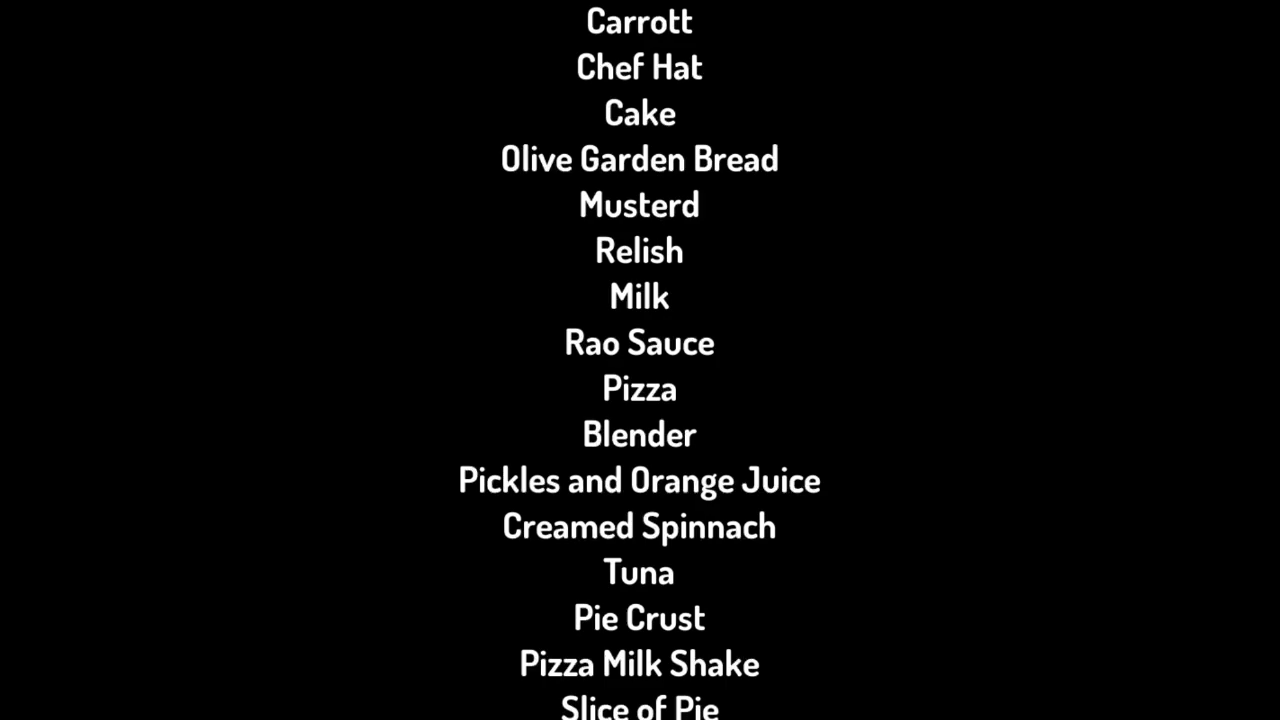 Carrott
Chef Hat
Cake
Olive Garden Bread
Musterd
Relish
Milk
Rao Sauce
Pizza
Blender
Pickles and Orange Juice
Creamed Spinnach
Tuna
Pie Crust
Pizza Milk Shake
Slice of Pie